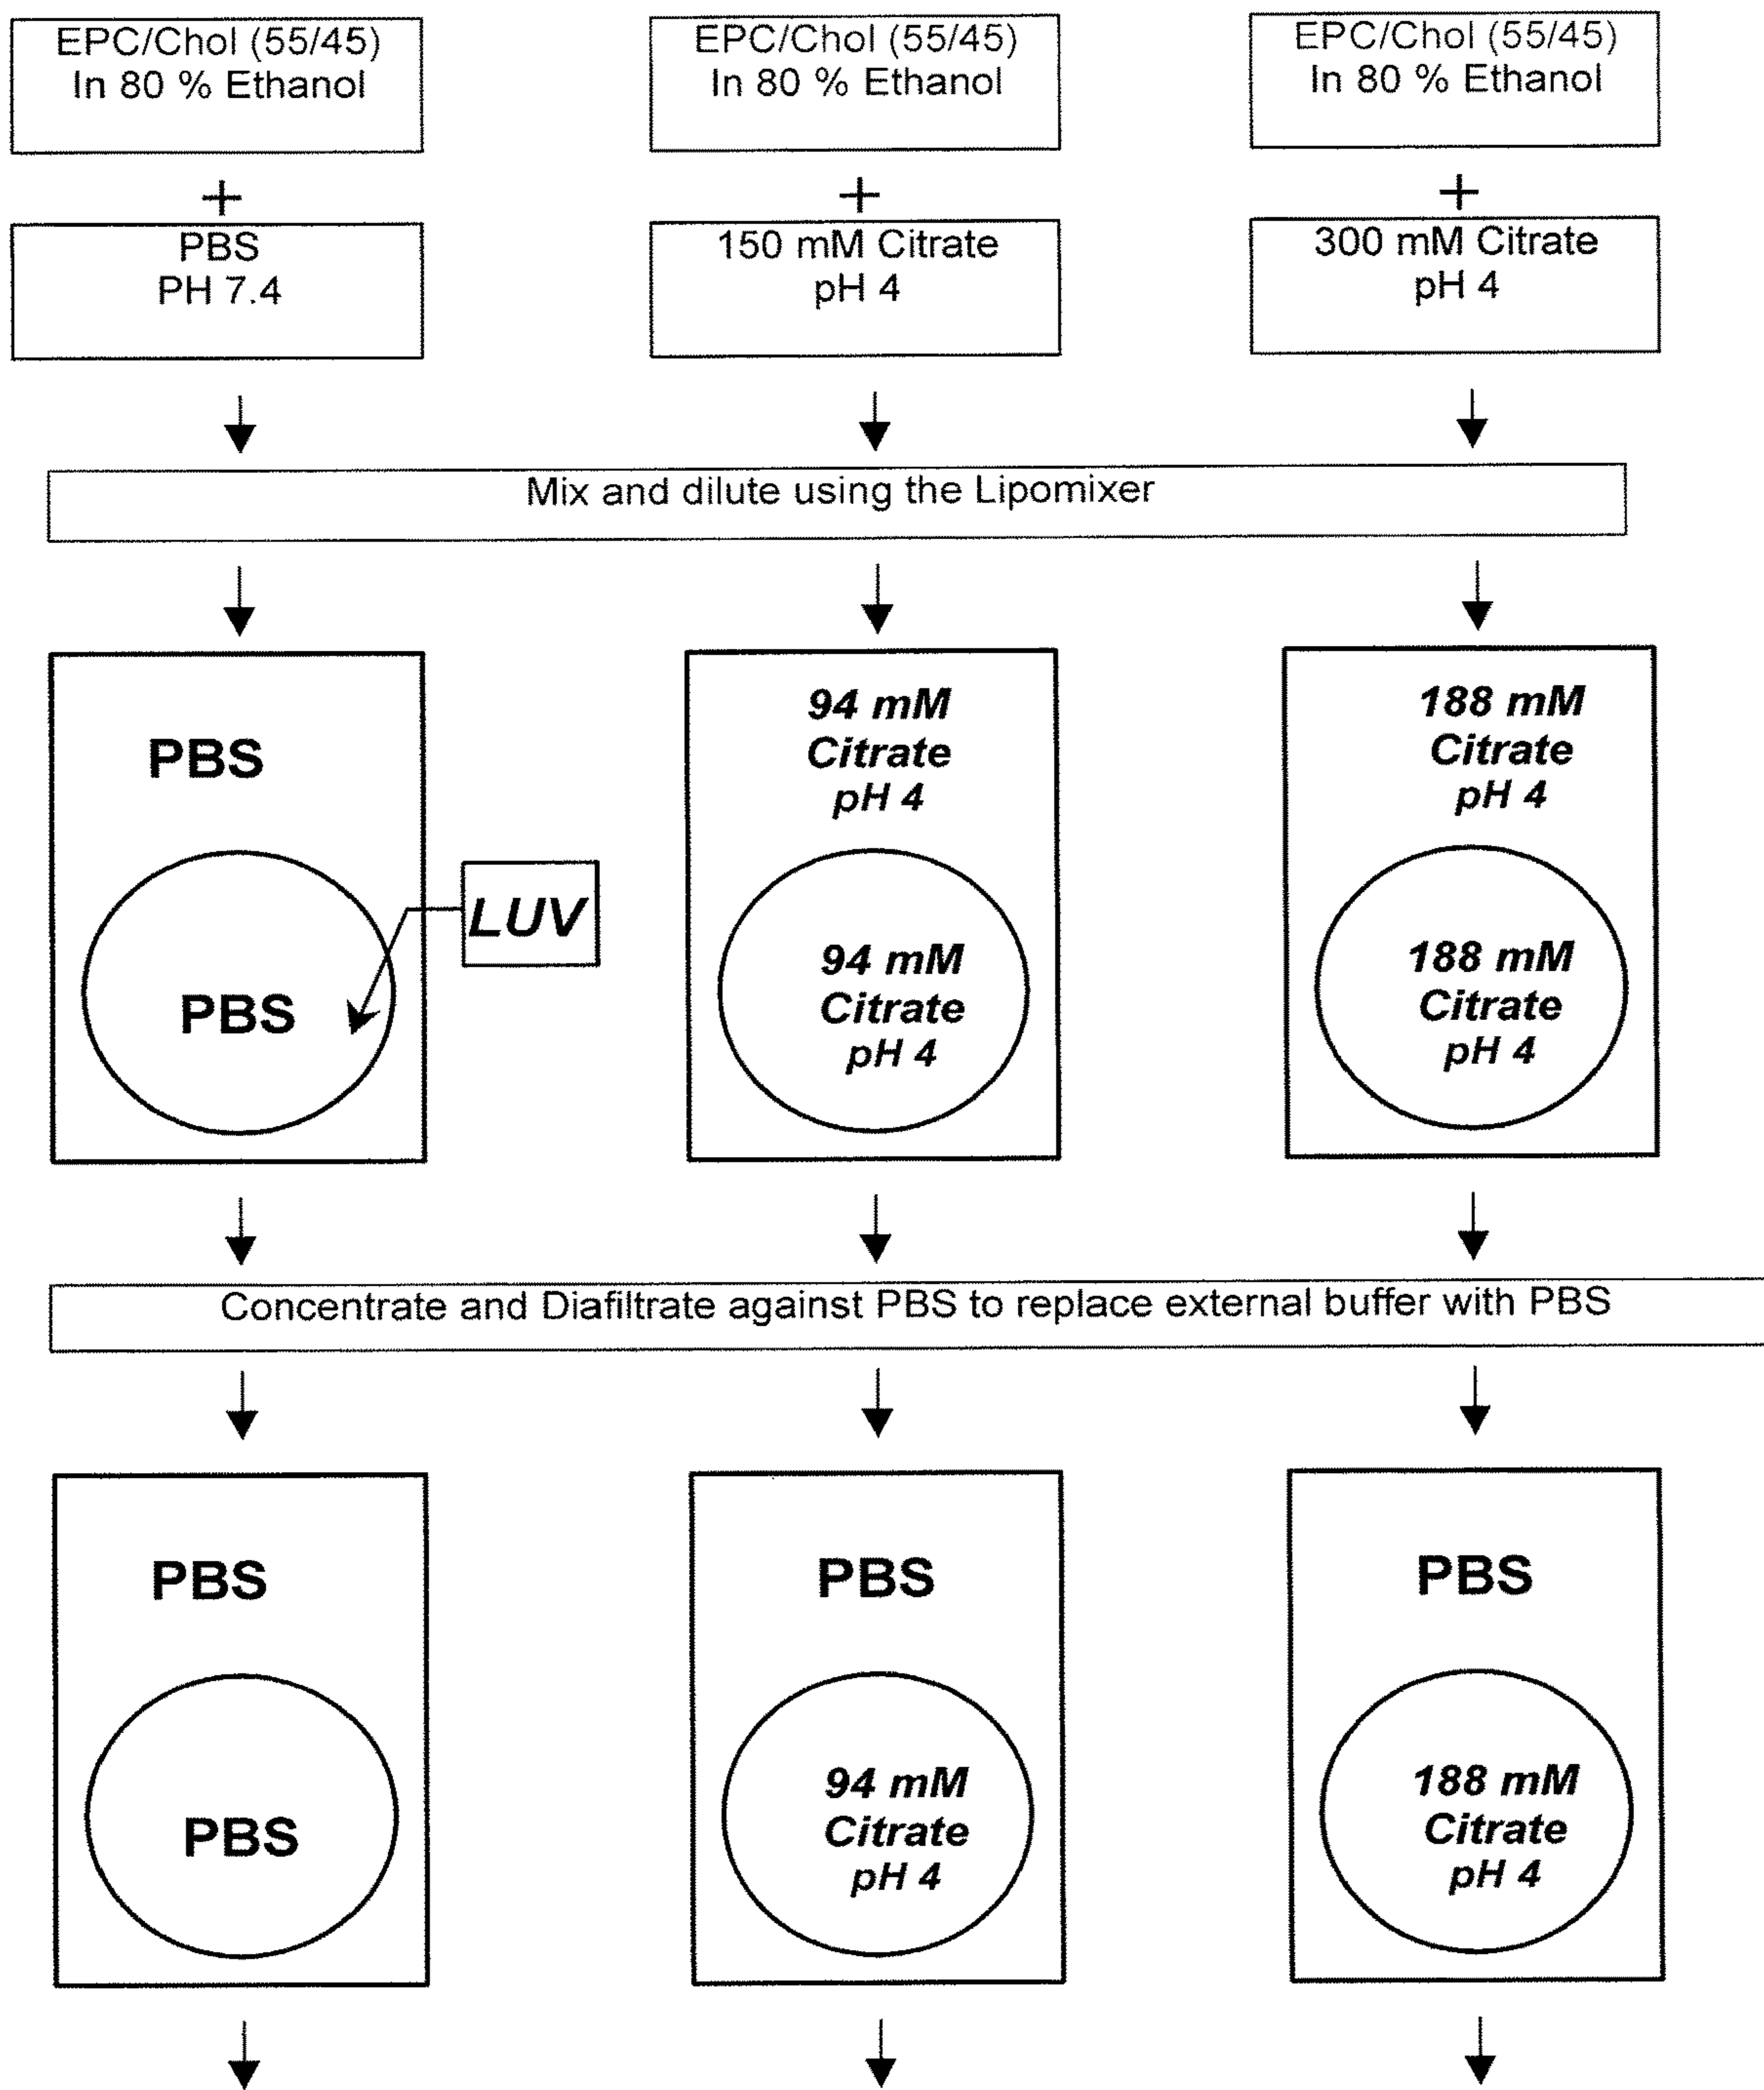 EPC/Chol (55/45)
In 80 % Ethanol
EPC/Chol (55/45)
In 80 % Ethanol
EPC/Chol (55/45)
In 80 % Ethanol
+
+
+
PBS
PH 7.4
150 mM Citrate
pH 4
300 mM Citrate
pH 4
Mix and dilute using the Lipomixer
PBS
94 mM
Citrate
pH 4
188 mM
Citrate
pH 4
LUV
PBS
94 mM
Citrate
pH 4
188 mM
Citrate
pH 4
Concentrate and Diafiltrate against PBS to replace external buffer with PBS
PBS
PBS
PBS
PBS
94 mM
Citrate
pH 4
188 mM
Citrate
pH 4